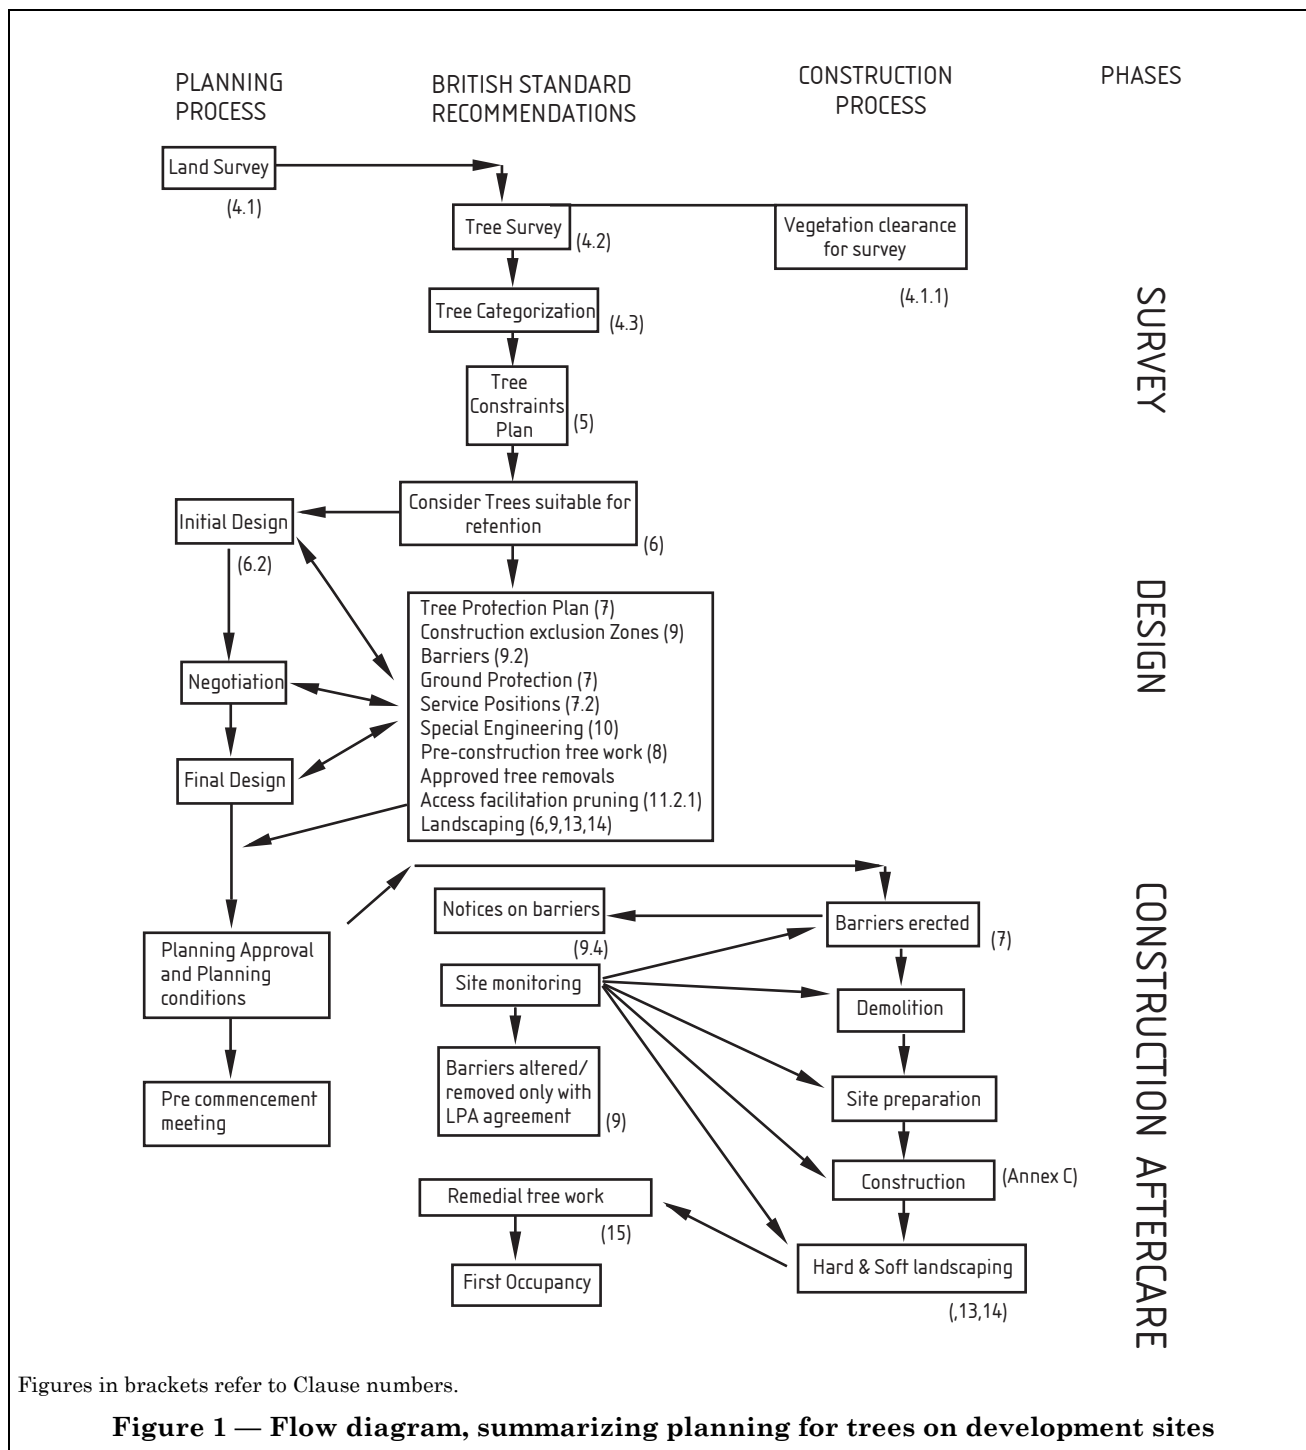 PLANNING
PROCESS
BRITISH STANDARD
RECOMMENDATIONS
CONSTRUCTION
PROCESS
PHASES
Land Survey
(4.1)
Tree Survey
(4.2)
Vegetation clearance
for survey
(4.1.1)
Tree Categorization
(4.3)
Tree
Constraints
Plan
(5)
SURVEY
Consider Trees suitable for
retention
(6)
Initial Design
(6.2)
Tree Protection Plan (7)
Construction exclusion Zones (9)
Barriers (9.2)
Ground Protection (7)
Service Positions (7.2)
Special Engineering (10)
Pre-construction tree work (8)
Approved tree removals
Access facilitation pruning (11.2.1)
Landscaping (6,9,13,14)
Negotiation
Final Design
DESIGN
Planning Approval
and Planning
conditions
Pre commencement
meeting
Notices on barriers
(9.4)
Barriers erected
(7)
Site monitoring
Demolition
Barriers altered/
removed only with
LPA agreement
(9)
Site preparation
Construction
(Annex C)
Remedial tree work
(15)
Hard & Soft landscaping
(,13,14)
First Occupancy
CONSTRUCTION AFTERCARE
Figures in brackets refer to Clause numbers.
Figure 1 — Flow diagram, summarizing planning for trees on development sites